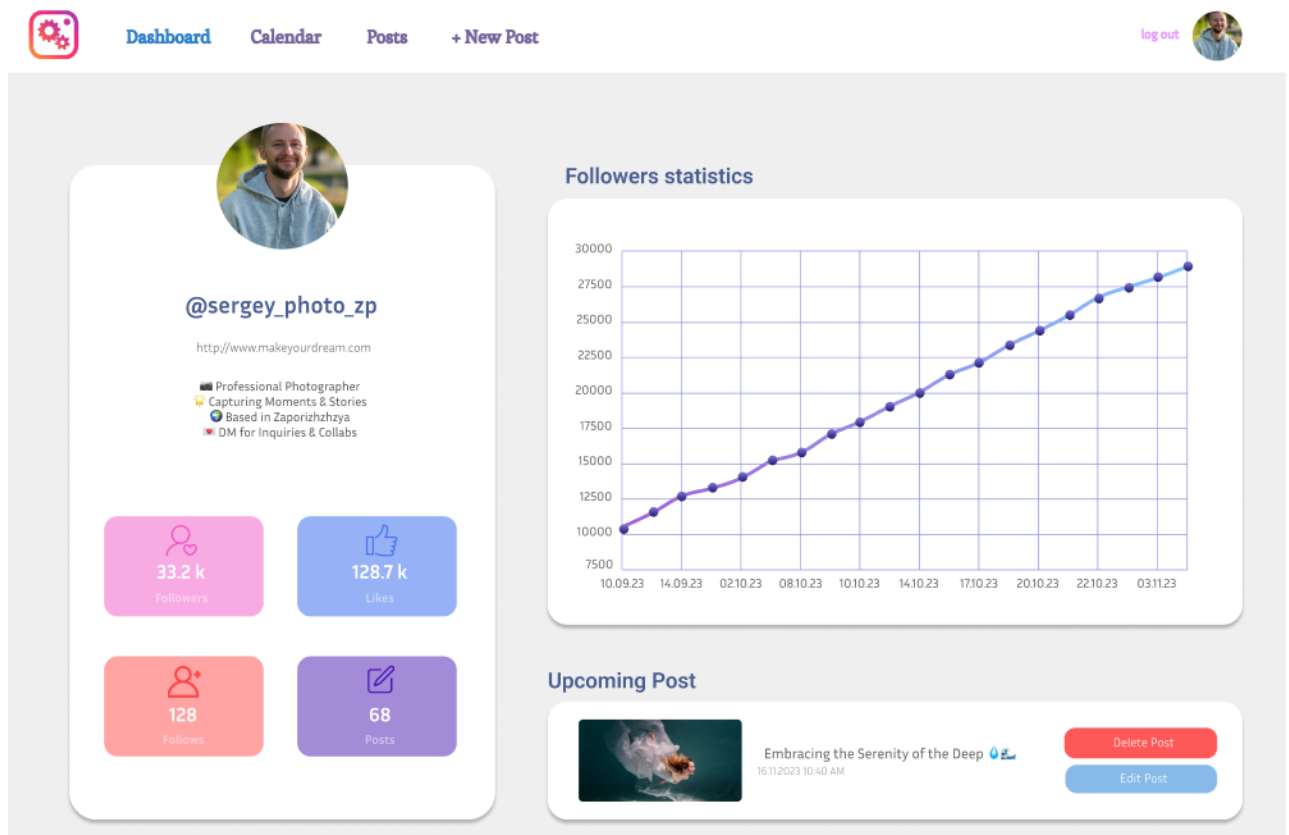 Dashboard
Calendar
Posts
+ New Post
log out
@sergey_photo_zp
http://www.makeyourdream.com
📷 Professional Photographer
🌟 Capturing Moments & Stories
🌍 Based in Zaporizhzhzya
💌 DM for Inquiries & Collabs
33.2 k
Followers
128.7 k
Likes
128
Follows
68
Posts
Followers statistics
30000
27500
25000
22500
20000
17500
15000
12500
10000
7500
10.09.23 14.09.23 02.10.23 08.10.23 10.10.23 14.10.23 17.10.23 20.10.23 22.10.23 03.11.23
Upcoming Post
Embracing the Serenity of the Deep 💧🌊
16.11.2023 10:40 AM
Delete Post
Edit Post